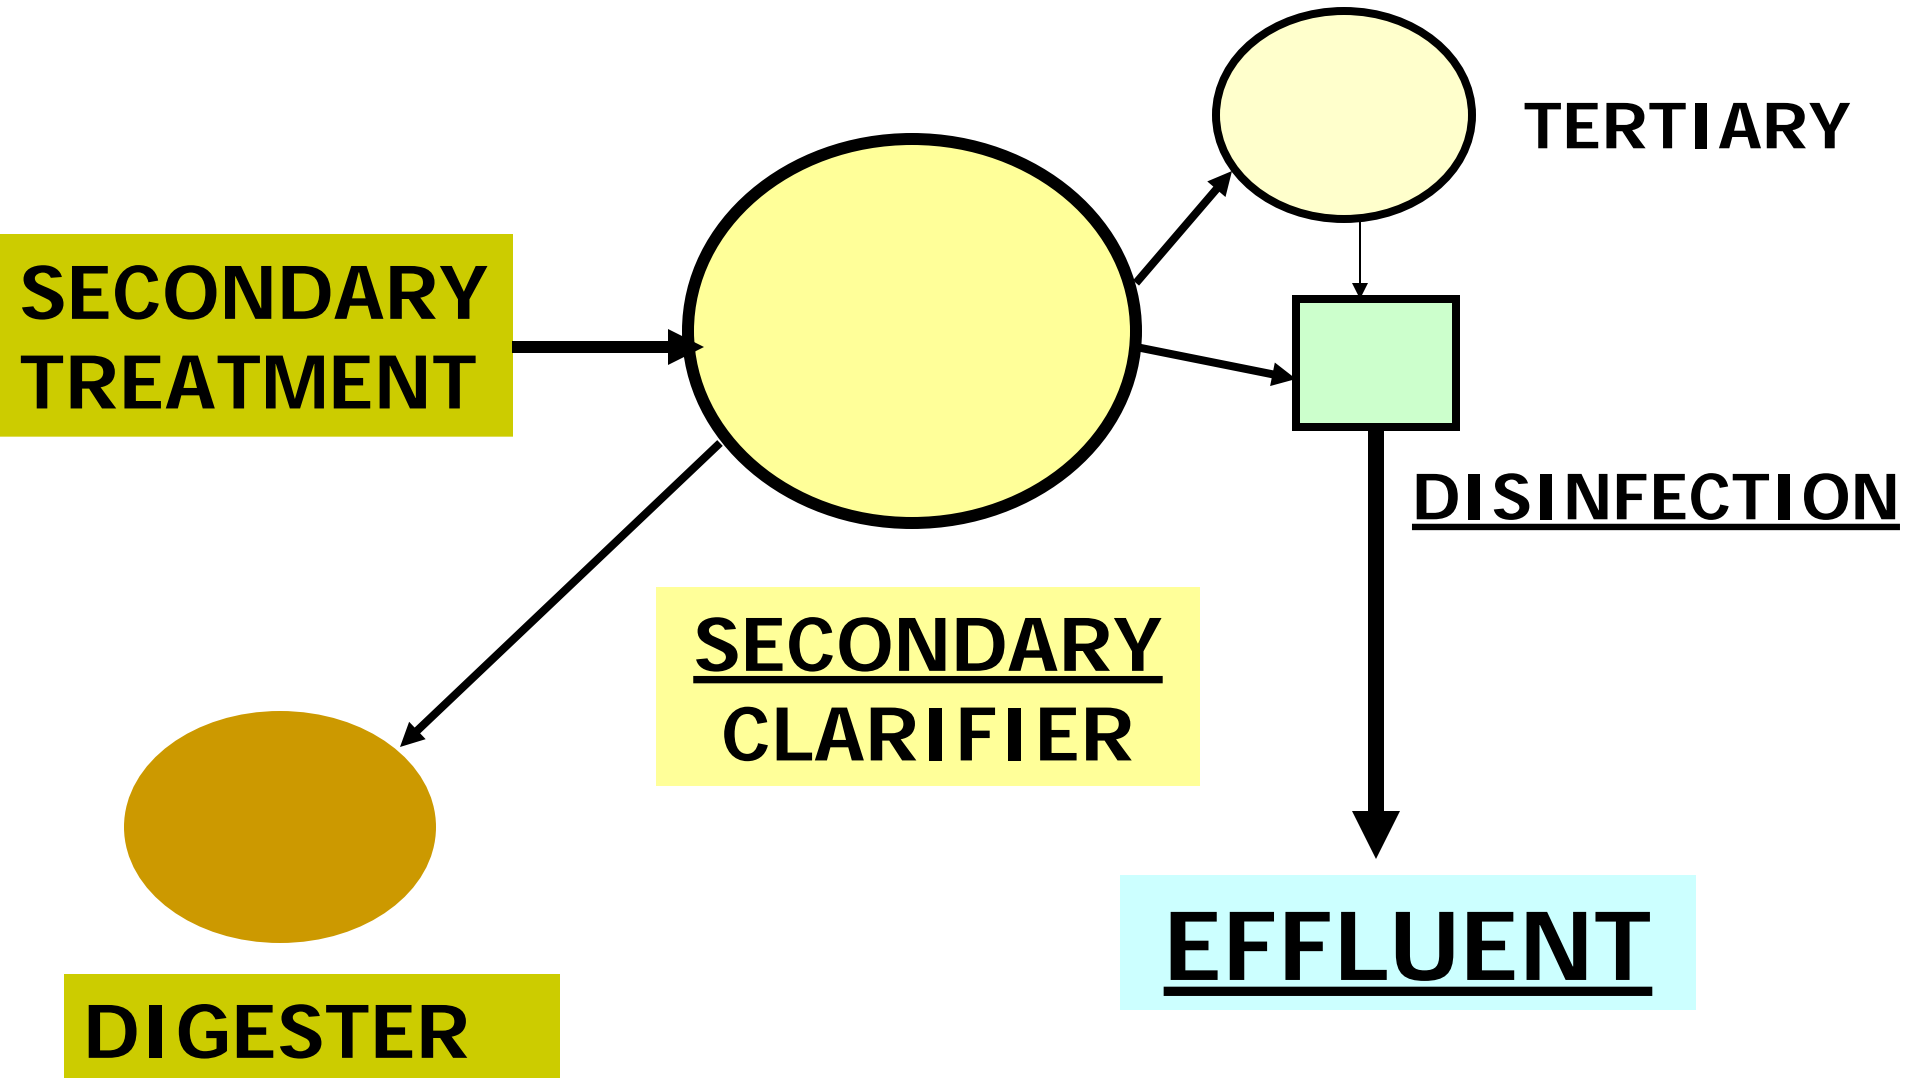 TERTIARY
SECONDARY
TREATMENT
DISINFECTION
SECONDARY
CLARIFIER
EFFLUENT
DIGESTER